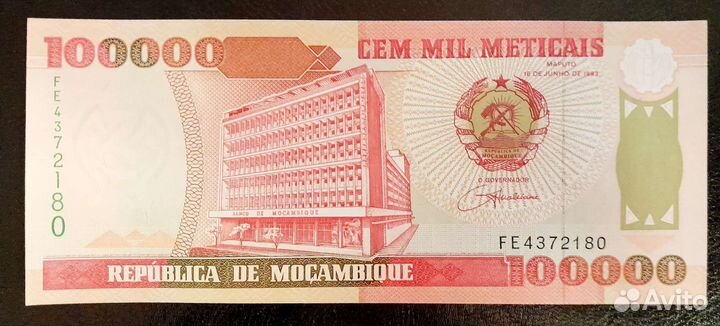 100000
CEM MIL METICAIS
MAPUTO
16 DE JUNHO DE 1993
FE4372180
REPÚBLICA DE
MOÇAMBIQUE
O GOVERNADOR
BANCO DE MOÇAMBIQUE
FE4372180
REPÚBLICA DE MOÇAMBIQUE
100000
Avito